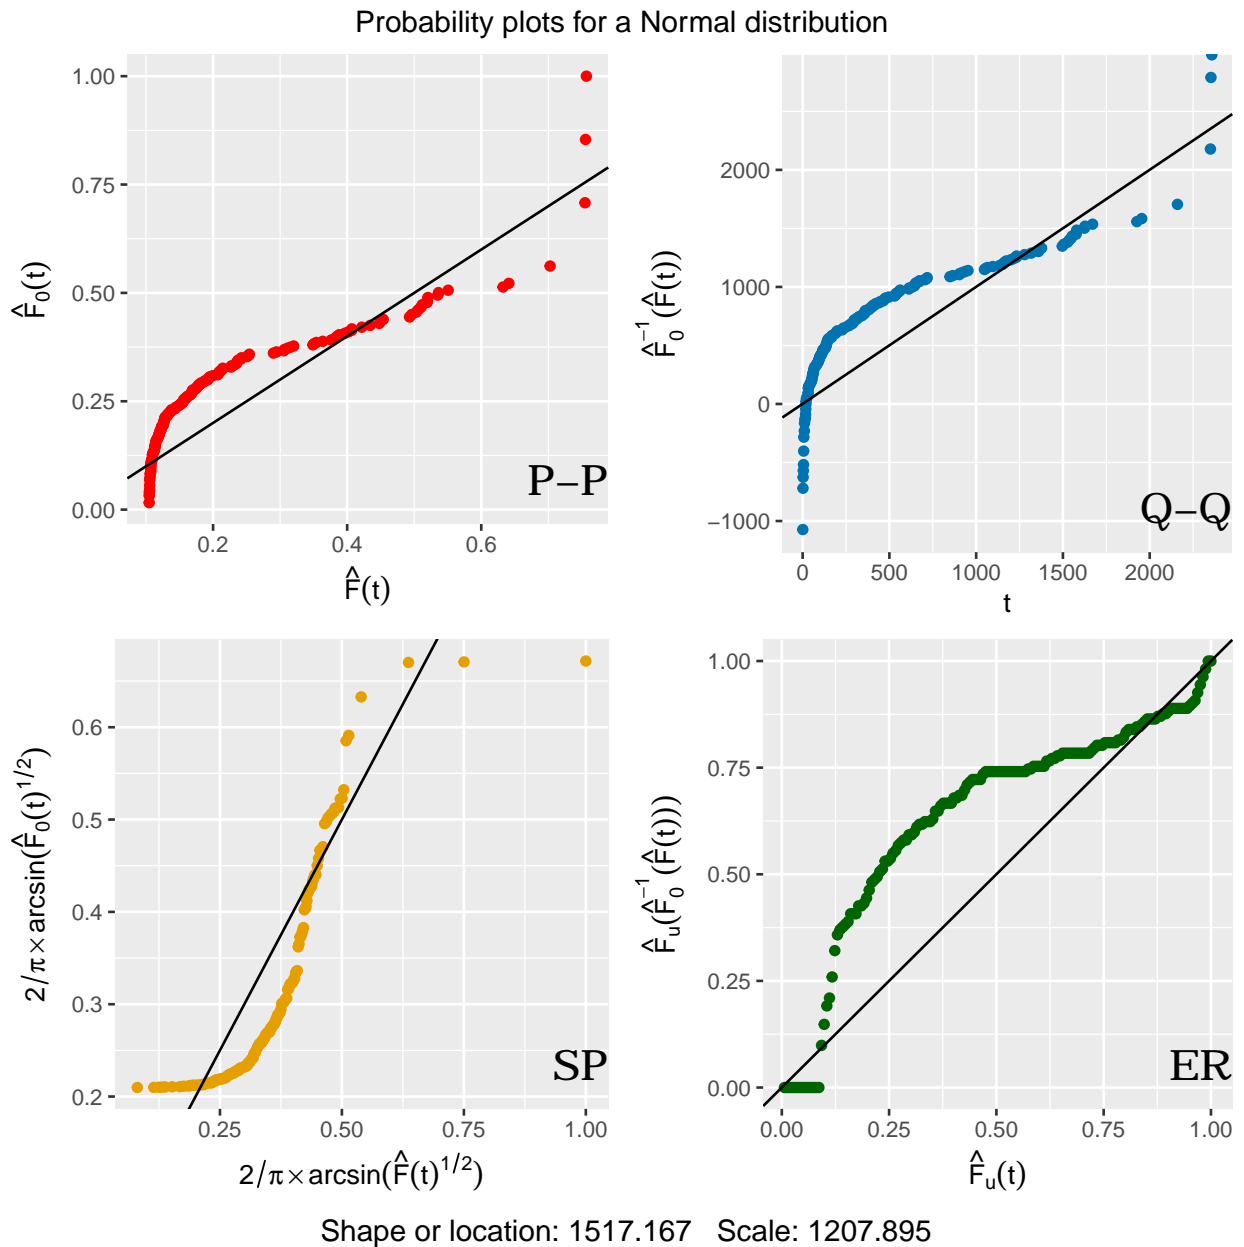 Probability plots for a Normal distribution
1.00
0.75
0.50
0.25
0.00
F̂₀(t)
0.2 0.4 0.6
F̂(t)
P−P
2000
1000
0
−1000
F̂₀⁻¹(F̂(t))
0 500 1000 1500 2000
t
Q−Q
0.6
0.5
0.4
0.3
0.2
2/π×arcsin(F̂₀(t)^1/2)
0.25 0.50 0.75 1.00
2/π×arcsin(F̂(t)^1/2)
SP
1.00
0.75
0.50
0.25
0.00
F̂ᵤ(F̂₀⁻¹(F̂(t)))
0.00 0.25 0.50 0.75 1.00
F̂ᵤ(t)
ER
Shape or location: 1517.167 Scale: 1207.895